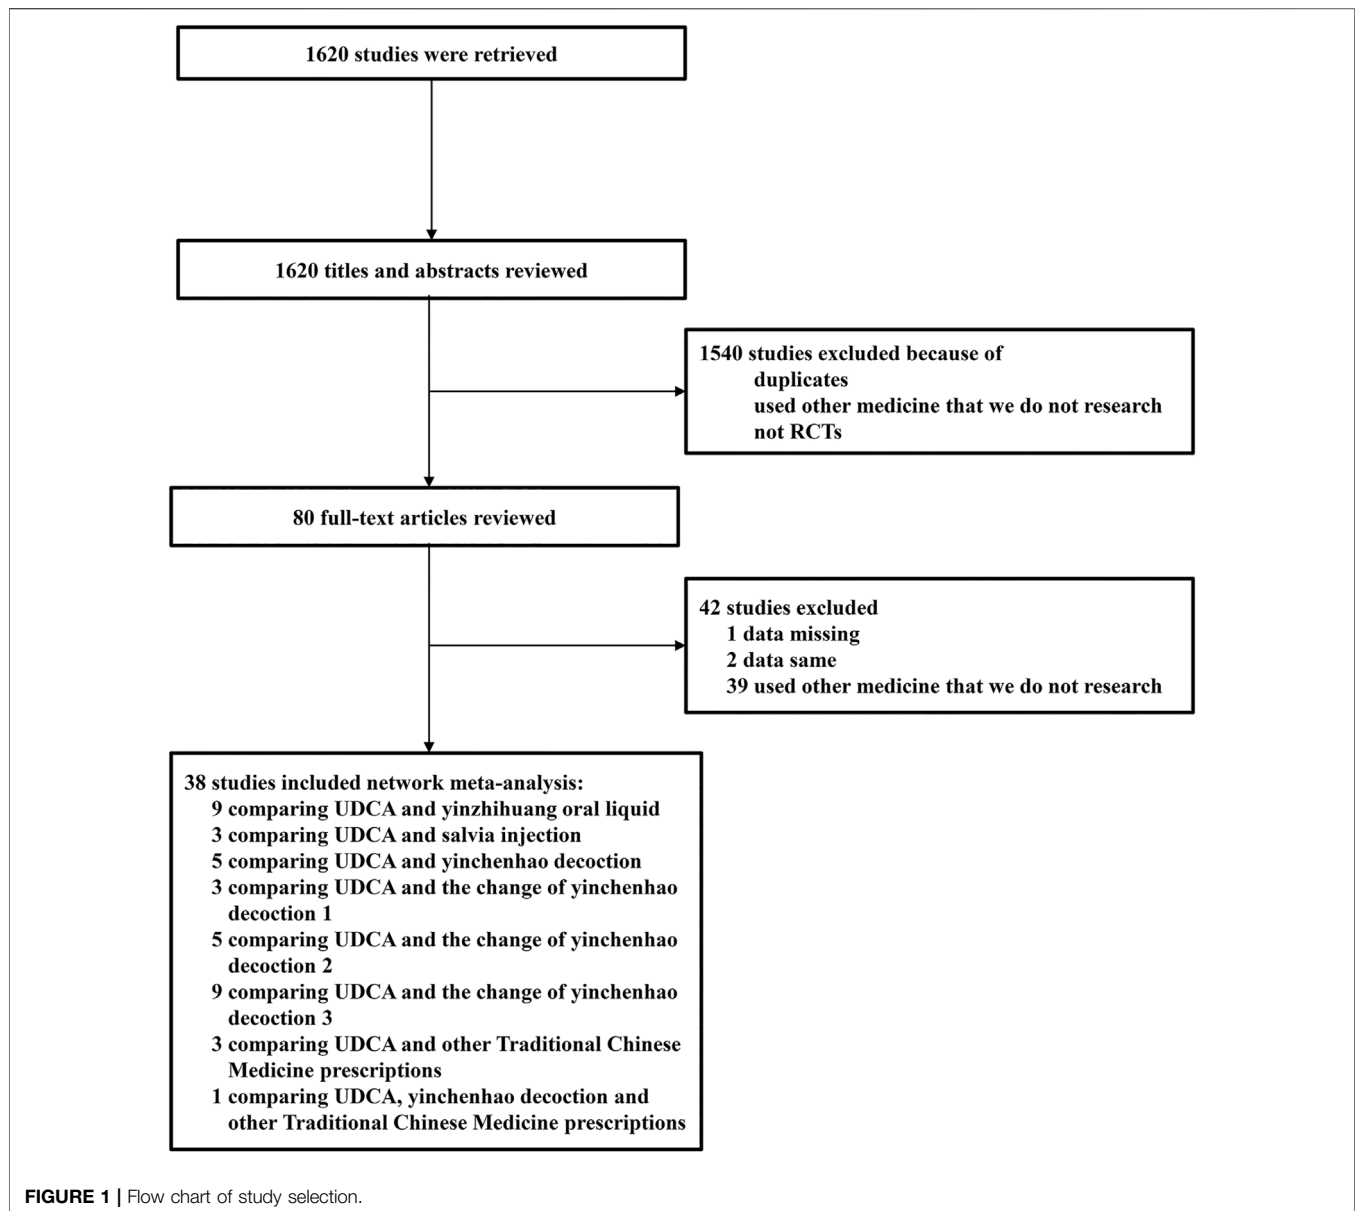 1620 studies were retrieved
1620 titles and abstracts reviewed
1540 studies excluded because of
duplicates
used other medicine that we do not research
not RCTs
80 full-text articles reviewed
42 studies excluded
1 data missing
2 data same
39 used other medicine that we do not research
38 studies included network meta-analysis:
9 comparing UDCA and yinzhihuang oral liquid
3 comparing UDCA and salvia injection
5 comparing UDCA and yinchenhao decoction
3 comparing UDCA and the change of yinchenhao
decoction 1
5 comparing UDCA and the change of yinchenhao
decoction 2
9 comparing UDCA and the change of yinchenhao
decoction 3
3 comparing UDCA and other Traditional Chinese
Medicine prescriptions
1 comparing UDCA, yinchenhao decoction and
other Traditional Chinese Medicine prescriptions
FIGURE 1 | Flow chart of study selection.